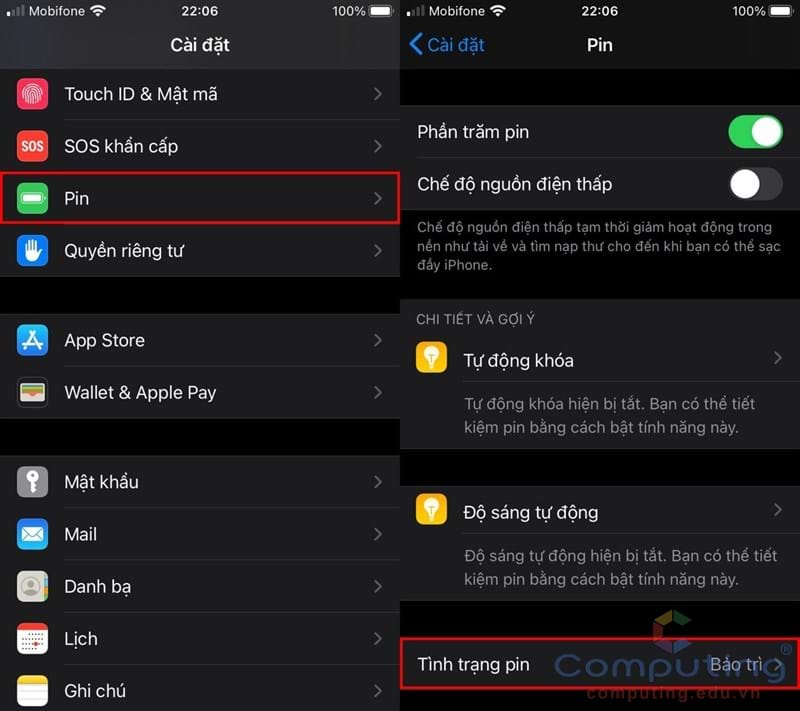 Mobifone 22:06 100%
Cài đặt
Touch ID & Mật mã
SOS SOS khẩn cấp
Pin
Quyền riêng tư
App Store
Wallet & Apple Pay
Mật khẩu
Mail
Danh bạ
Lịch
Ghi chú
Mobifone 22:06 100%
Cài đặt Pin
Phần trăm pin
Chế độ nguồn điện thấp
Chế độ nguồn điện thấp tạm thời giảm hoạt động trong
nền như tải về và tìm nạp thư cho đến khi bạn có thể sạc
đầy iPhone.
CHI TIẾT VÀ GỢI Ý
Tự động khóa
Tự động khóa hiện bị tắt. Bạn có thể tiết
kiệm pin bằng cách bật tính năng này.
Độ sáng tự động
Độ sáng tự động hiện bị tắt. Bạn có thể tiết
kiệm pin bằng cách bật tính năng này.
Tình trạng pin Bảo trì
Computing®
computing.edu.vn